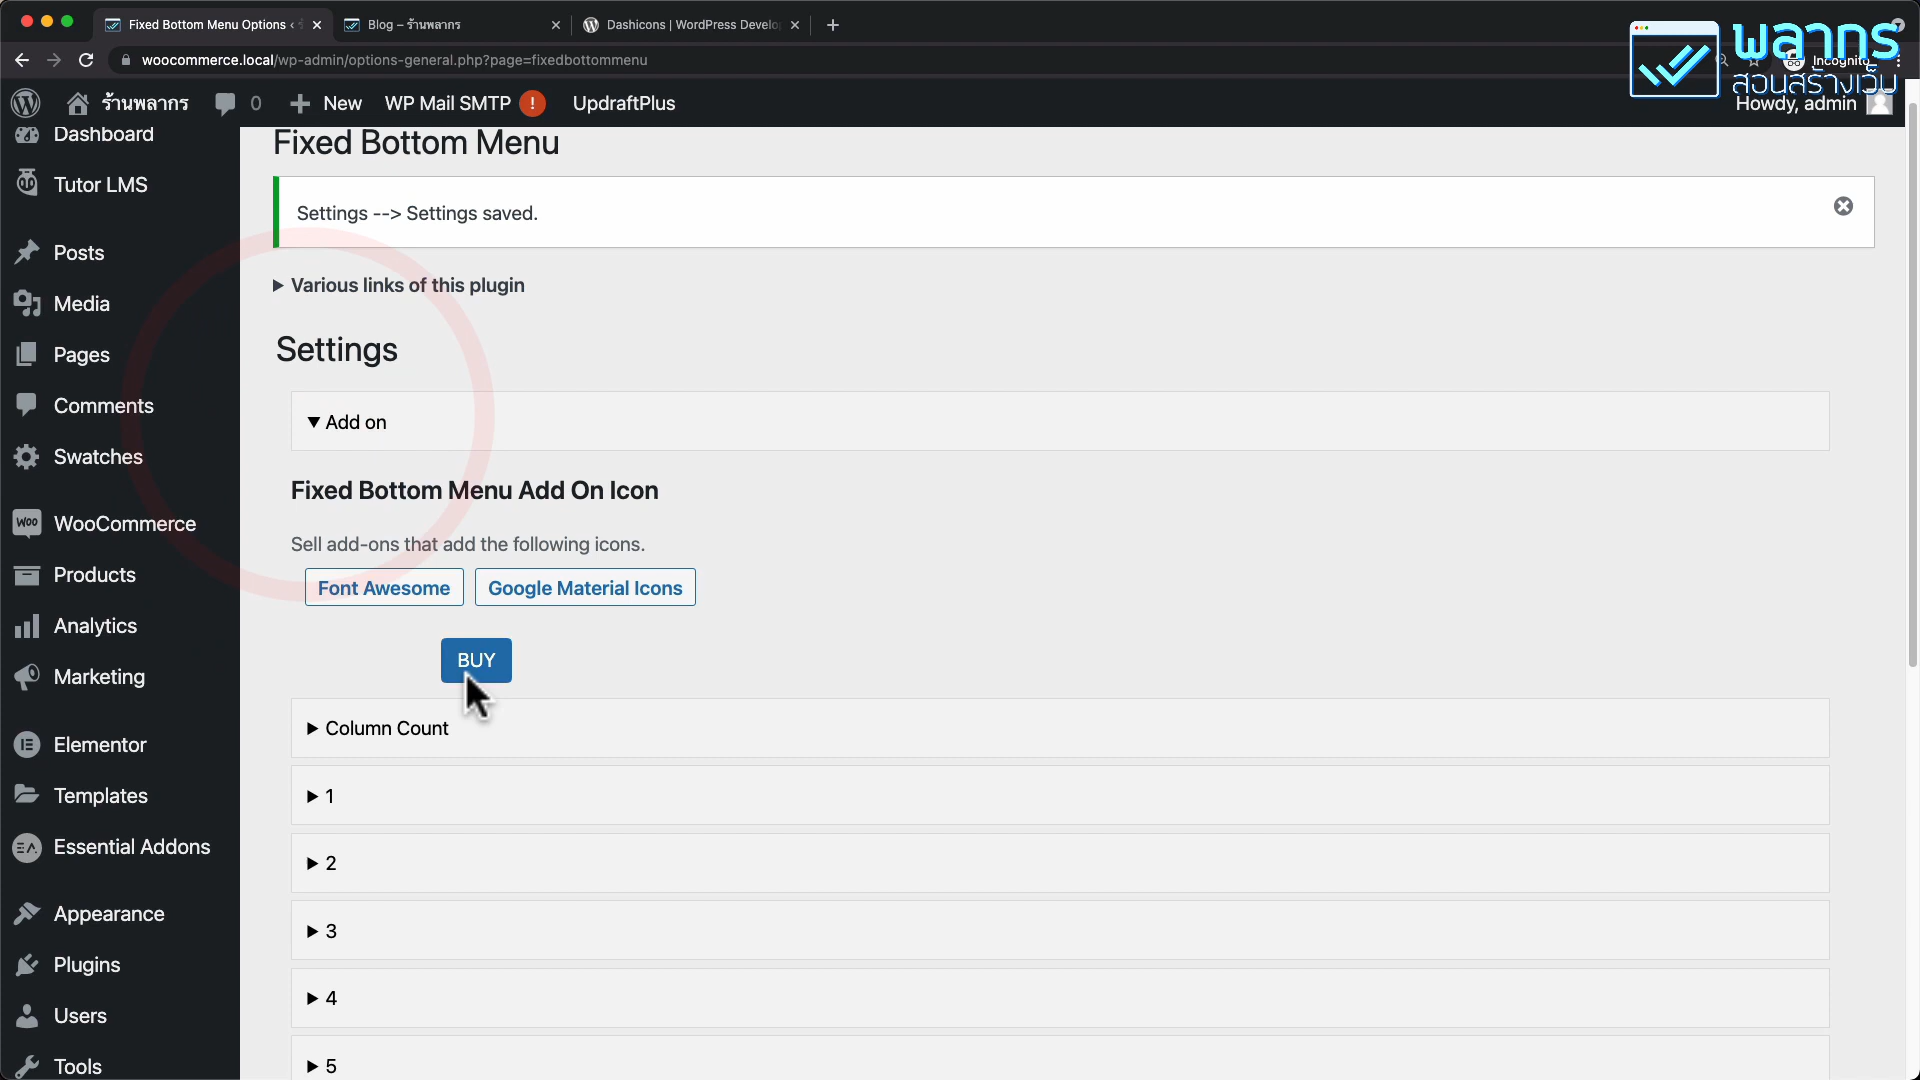 Fixed Bottom Menu Options ‹ ร้
Blog – ร้านพลากร
Dashicons | WordPress Develo
woocommerce.local/wp-admin/options-general.php?page=fixedbottommenu
Incognito
พลากร
สอนสร้างเว็บ
ร้านพลากร
0
New
WP Mail SMTP
!
UpdraftPlus
Howdy, admin
Dashboard
Tutor LMS
Posts
Media
Pages
Comments
Swatches
Woo
WooCommerce
Products
Analytics
Marketing
Elementor
Templates
EA
Essential Addons
Appearance
Plugins
Users
Tools
Fixed Bottom Menu
Settings --> Settings saved.
Various links of this plugin
Settings
Add on
Fixed Bottom Menu Add On Icon
Sell add-ons that add the following icons.
Font Awesome
Google Material Icons
BUY
Column Count
1
2
3
4
5